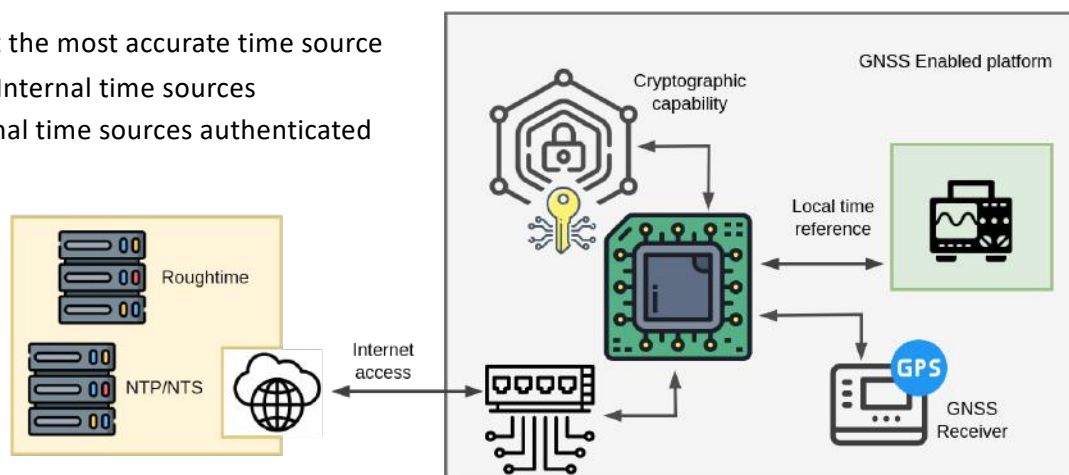 the most accurate time source
Internal time sources
time sources authenticated
GNSS Enabled platform
Cryptographic
capability
Local time
reference
Roughtime
NTP/NTS
Internet
access
GPS
GNSS
Receiver